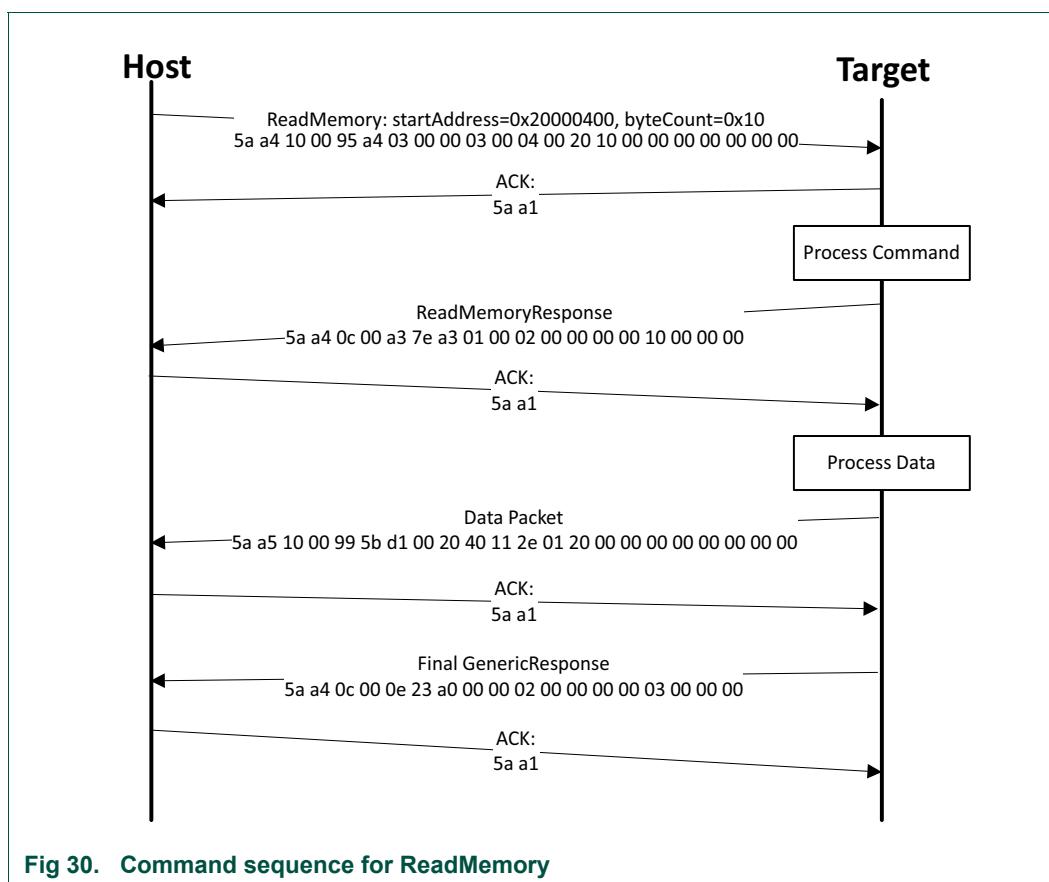 Host
Target
ReadMemory: startAddress=0x20000400, byteCount=0x10
5a a4 10 00 95 a4 03 00 00 03 00 04 00 20 10 00 00 00 00 00 00 00
ACK:
5a a1
Process Command
ReadMemoryResponse
5a a4 0c 00 a3 7e a3 01 00 02 00 00 00 00 10 00 00 00
ACK:
5a a1
Process Data
Data Packet
5a a5 10 00 99 5b d1 00 20 40 11 2e 01 20 00 00 00 00 00 00 00 00
ACK:
5a a1
Final GenericResponse
5a a4 0c 00 0e 23 a0 00 00 02 00 00 00 00 03 00 00 00
ACK:
5a a1
Fig 30. Command sequence for ReadMemory